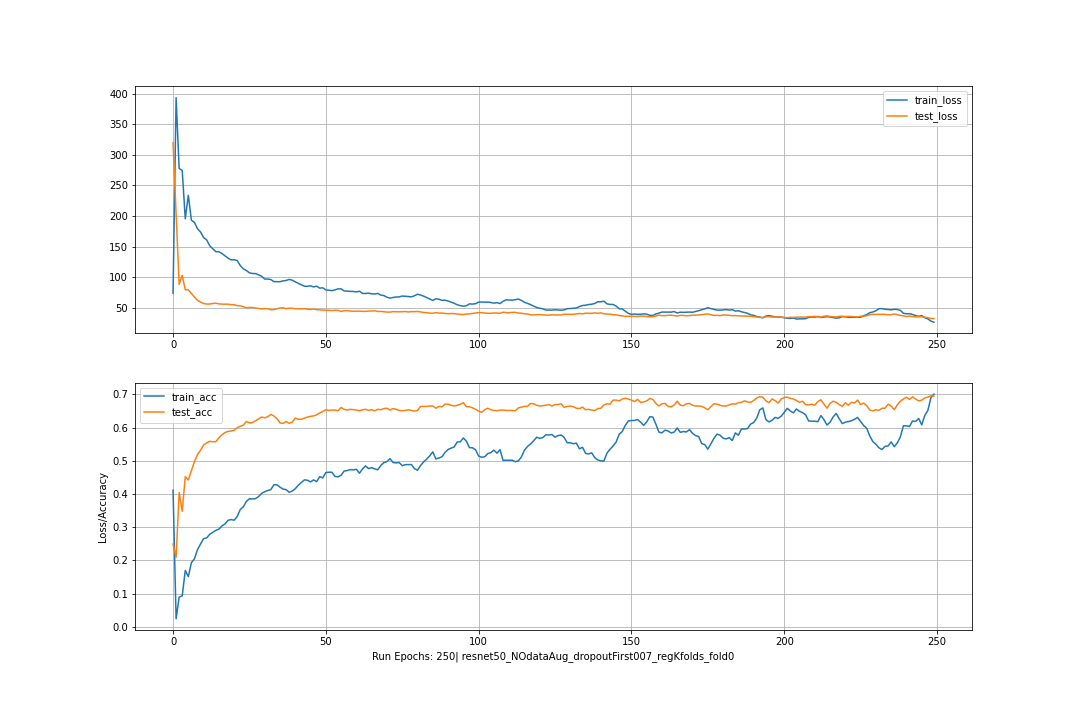 400
350
300
250
200
150
100
50
train_loss
test_loss
0 50 100 150 200 250
0.7
0.6
0.5
0.4
0.3
0.2
0.1
0.0
train_acc
test_acc
Loss/Accuracy
0 50 100 150 200 250
Run Epochs: 250| resnet50_NOdataAug_dropoutFirst007_regKfolds_fold0